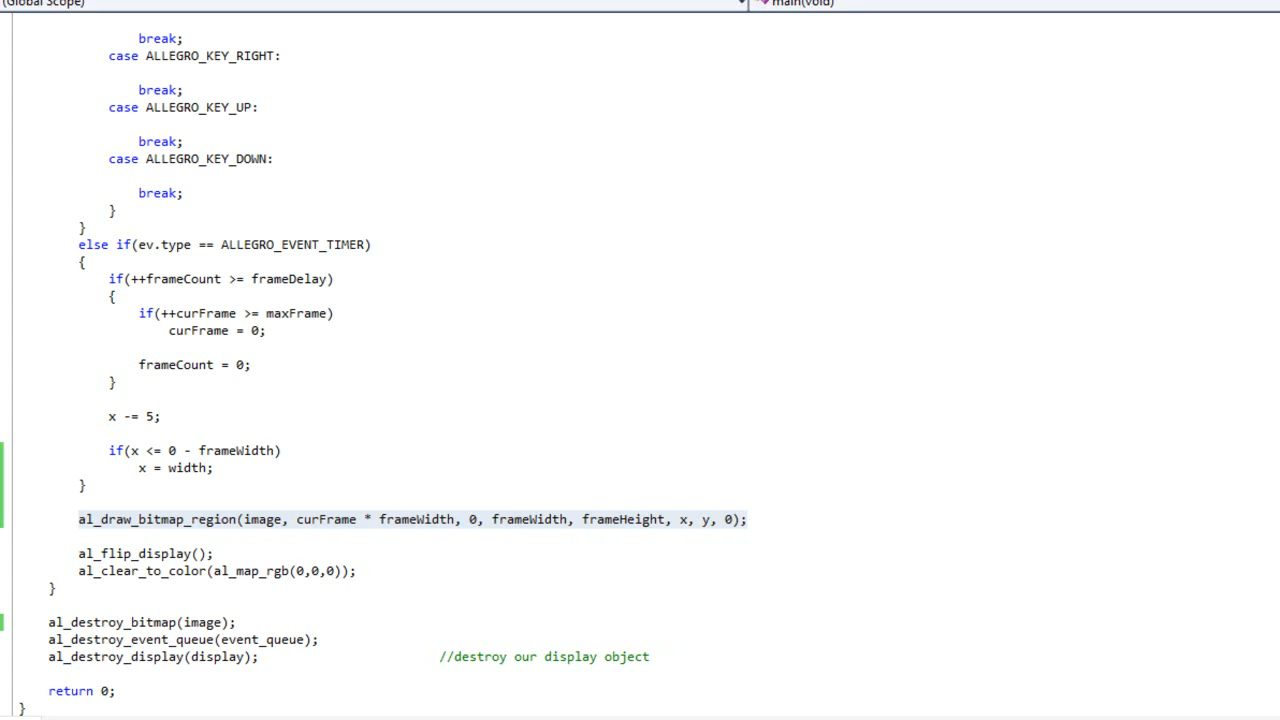 (Global Scope) main(void)
break;
case ALLEGRO_KEY_RIGHT:
break;
case ALLEGRO_KEY_UP:
break;
case ALLEGRO_KEY_DOWN:
break;
}
}
else if(ev.type == ALLEGRO_EVENT_TIMER)
{
if(++frameCount >= frameDelay)
{
if(++curFrame >= maxFrame)
curFrame = 0;
frameCount = 0;
}
x -= 5;
if(x <= 0 - frameWidth)
x = width;
}
al_draw_bitmap_region(image, curFrame * frameWidth, 0, frameWidth, frameHeight, x, y, 0);
al_flip_display();
al_clear_to_color(al_map_rgb(0,0,0));
}
al_destroy_bitmap(image);
al_destroy_event_queue(event_queue);
al_destroy_display(display); //destroy our display object
return 0;
}